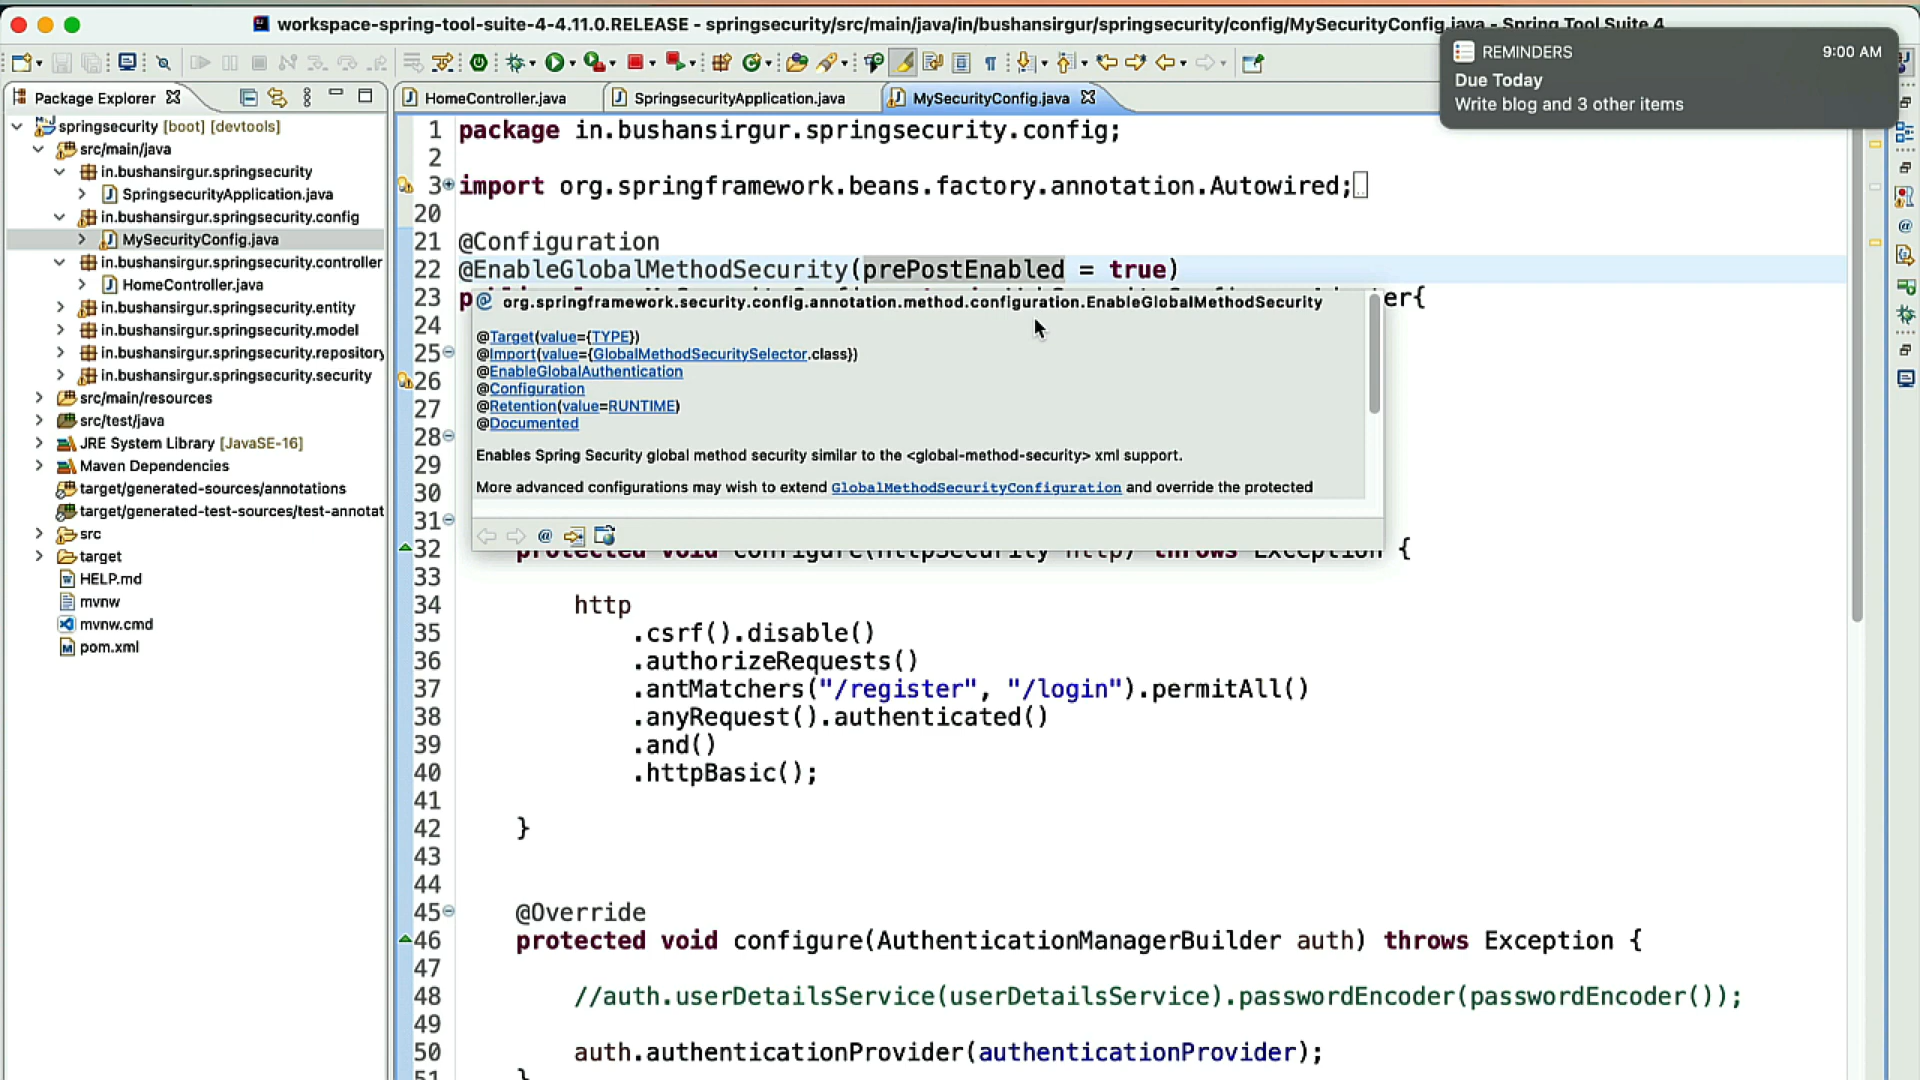 workspace-spring-tool-suite-4-4.11.0.RELEASE - springsecurity/src/main/java/in/bushansirgur/springsecurity/config/MySecurityConfig.java - Spring Tool Suite 4
REMINDERS
9:00 AM
Due Today
Write blog and 3 other items
Package Explorer
HomeController.java
SpringsecurityApplication.java
MySecurityConfig.java
springsecurity [boot] [devtools]
src/main/java
in.bushansirgur.springsecurity
SpringsecurityApplication.java
in.bushansirgur.springsecurity.config
MySecurityConfig.java
in.bushansirgur.springsecurity.controller
HomeController.java
in.bushansirgur.springsecurity.entity
in.bushansirgur.springsecurity.model
in.bushansirgur.springsecurity.repository
in.bushansirgur.springsecurity.security
src/main/resources
src/test/java
JRE System Library [JavaSE-16]
Maven Dependencies
target/generated-sources/annotations
target/generated-test-sources/test-annotat
src
target
HELP.md
mvnw
mvnw.cmd
pom.xml
1 package in.bushansirgur.springsecurity.config;
2
3 import org.springframework.beans.factory.annotation.Autowired;
20
21 @Configuration
22 @EnableGlobalMethodSecurity(prePostEnabled = true)
23 er{
@ org.springframework.security.config.annotation.method.configuration.EnableGlobalMethodSecurity
24
@Target(value={TYPE})
25
@Import(value={GlobalMethodSecuritySelector.class})
@EnableGlobalAuthentication
26
@Configuration
27
@Retention(value=RUNTIME)
@Documented
28
Enables Spring Security global method security similar to the <global-method-security> xml support.
29
More advanced configurations may wish to extend GlobalMethodSecurityConfiguration and override the protected
30
31
32 protected void configure(HttpSecurity http) throws Exception {
33
34 http
35 .csrf().disable()
36 .authorizeRequests()
37 .antMatchers("/register", "/login").permitAll()
38 .anyRequest().authenticated()
39 .and()
40 .httpBasic();
41
42 }
43
44
45 @Override
46 protected void configure(AuthenticationManagerBuilder auth) throws Exception {
47
48 //auth.userDetailsService(userDetailsService).passwordEncoder(passwordEncoder());
49
50 auth.authenticationProvider(authenticationProvider);
51 }